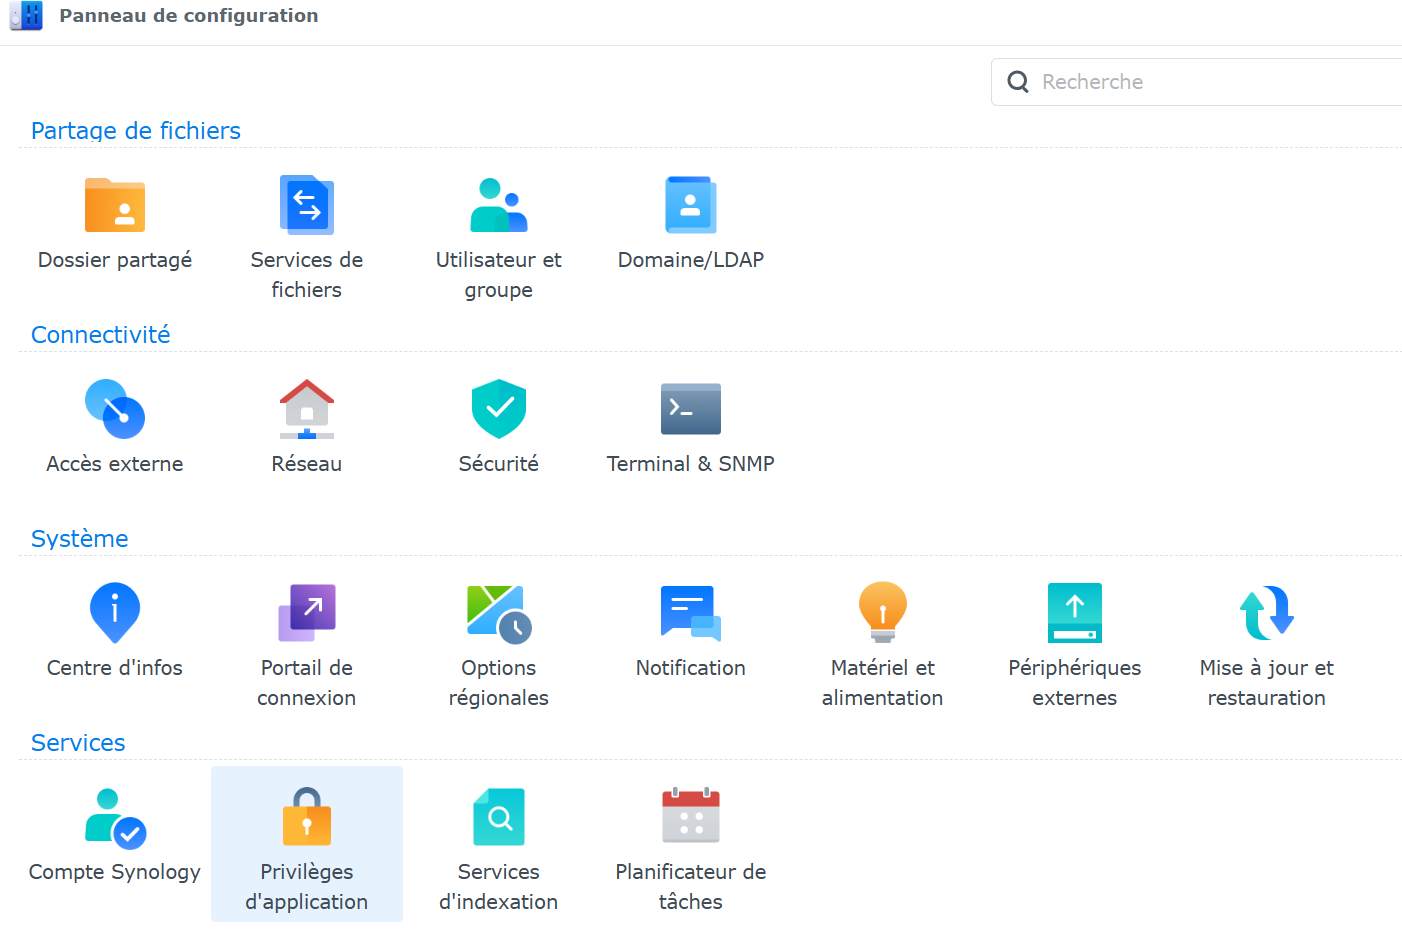 Panneau de configuration
Recherche
Partage de fichiers
Dossier partagé
Services de
fichiers
Utilisateur et
groupe
Domaine/LDAP
Connectivité
Accès externe
Réseau
Sécurité
Terminal & SNMP
Système
Centre d'infos
Portail de
connexion
Options
régionales
Notification
Matériel et
alimentation
Périphériques
externes
Mise à jour et
restauration
Services
Compte Synology
Privilèges
d'application
Services
d'indexation
Planificateur de
tâches